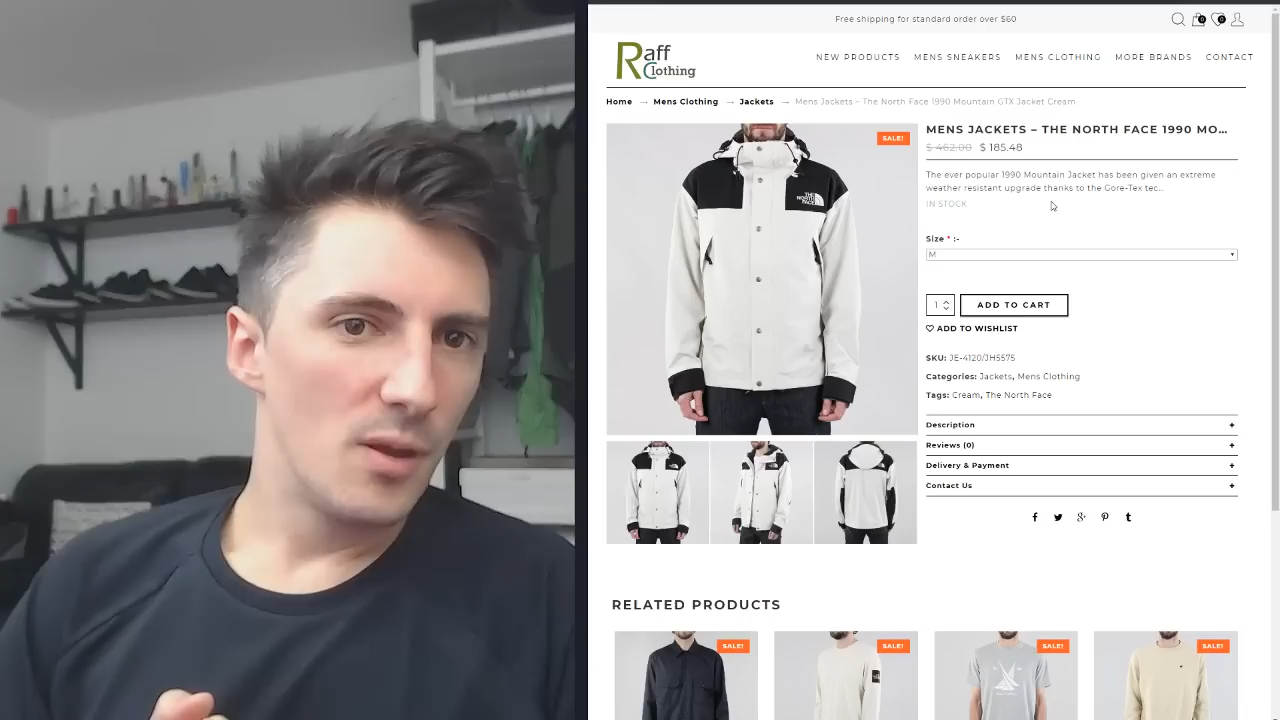 Free shipping for standard order over $60
0
0
Raff
Clothing
NEW PRODUCTS
MENS SNEAKERS
MENS CLOTHING
MORE BRANDS
CONTACT
Home → Mens Clothing → Jackets → Mens Jackets – The North Face 1990 Mountain GTX Jacket Cream
SALE!
THE
NORTH
FACE
MENS JACKETS – THE NORTH FACE 1990 MO...
$ 462.00 $ 185.48
The ever popular 1990 Mountain Jacket has been given an extreme
weather resistant upgrade thanks to the Gore-Tex tec...
IN STOCK
Size * :-
M
1
ADD TO CART
ADD TO WISHLIST
SKU: JE-4120/JH5575
Categories: Jackets, Mens Clothing
Tags: Cream, The North Face
Description +
Reviews (0) +
Delivery & Payment +
Contact Us +
RELATED PRODUCTS
SALE!
SALE!
SALE!
SALE!